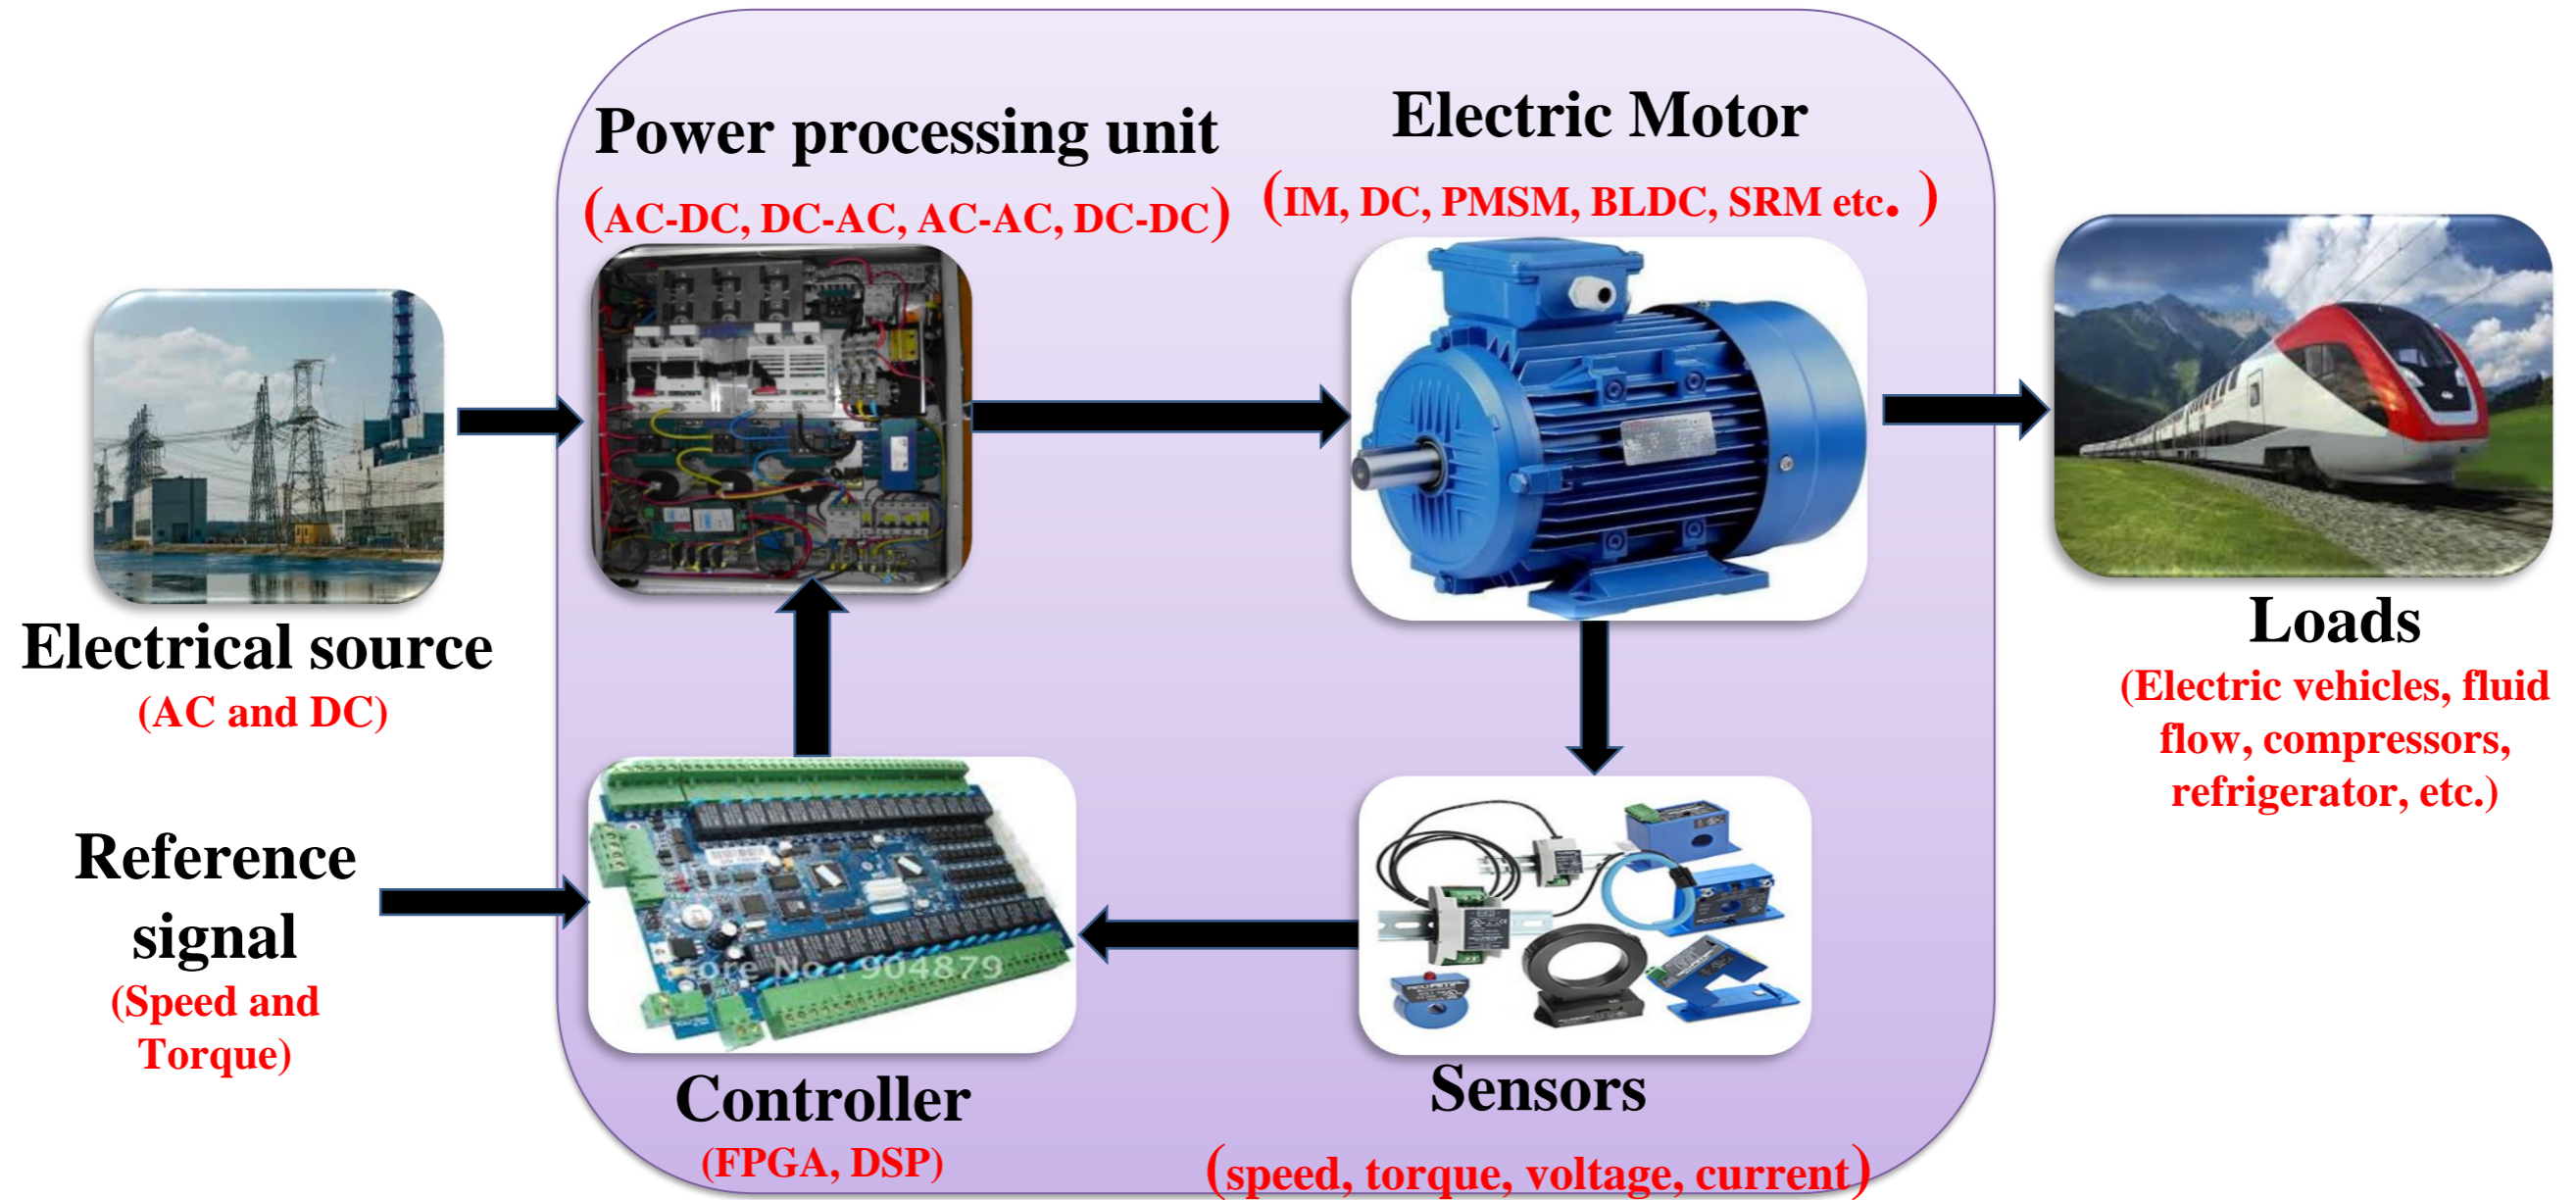 Power processing unit
(AC-DC, DC-AC, AC-AC, DC-DC)
Electric Motor
(IM, DC, PMSM, BLDC, SRM etc. )
Electrical source
(AC and DC)
Loads
(Electric vehicles, fluid
flow, compressors,
refrigerator, etc.)
Reference
signal
(Speed and
Torque)
Controller
(FPGA, DSP)
Sensors
(speed, torque, voltage, current)